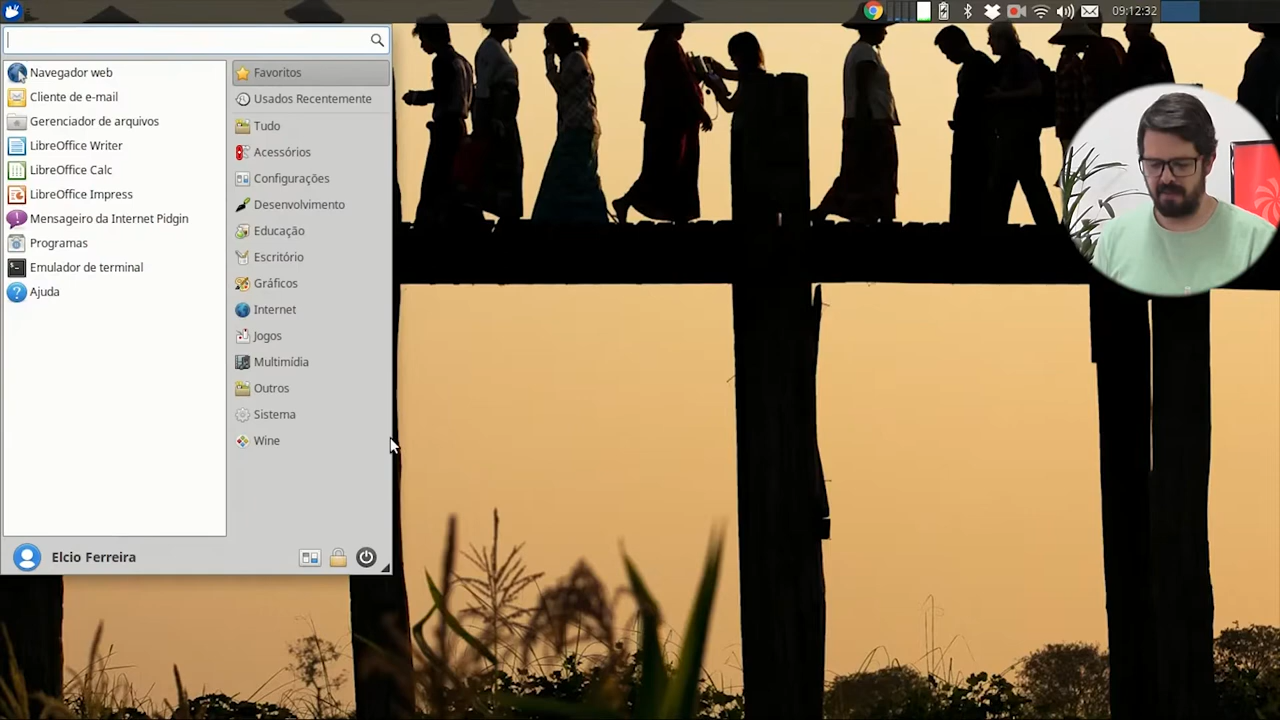 09:12:32
Navegador web
Cliente de e-mail
Gerenciador de arquivos
LibreOffice Writer
LibreOffice Calc
LibreOffice Impress
Mensageiro da Internet Pidgin
Programas
Emulador de terminal
Ajuda
Favoritos
Usados Recentemente
Tudo
Acessórios
Configurações
Desenvolvimento
Educação
Escritório
Gráficos
Internet
Jogos
Multimídia
Outros
Sistema
Wine
Elcio Ferreira